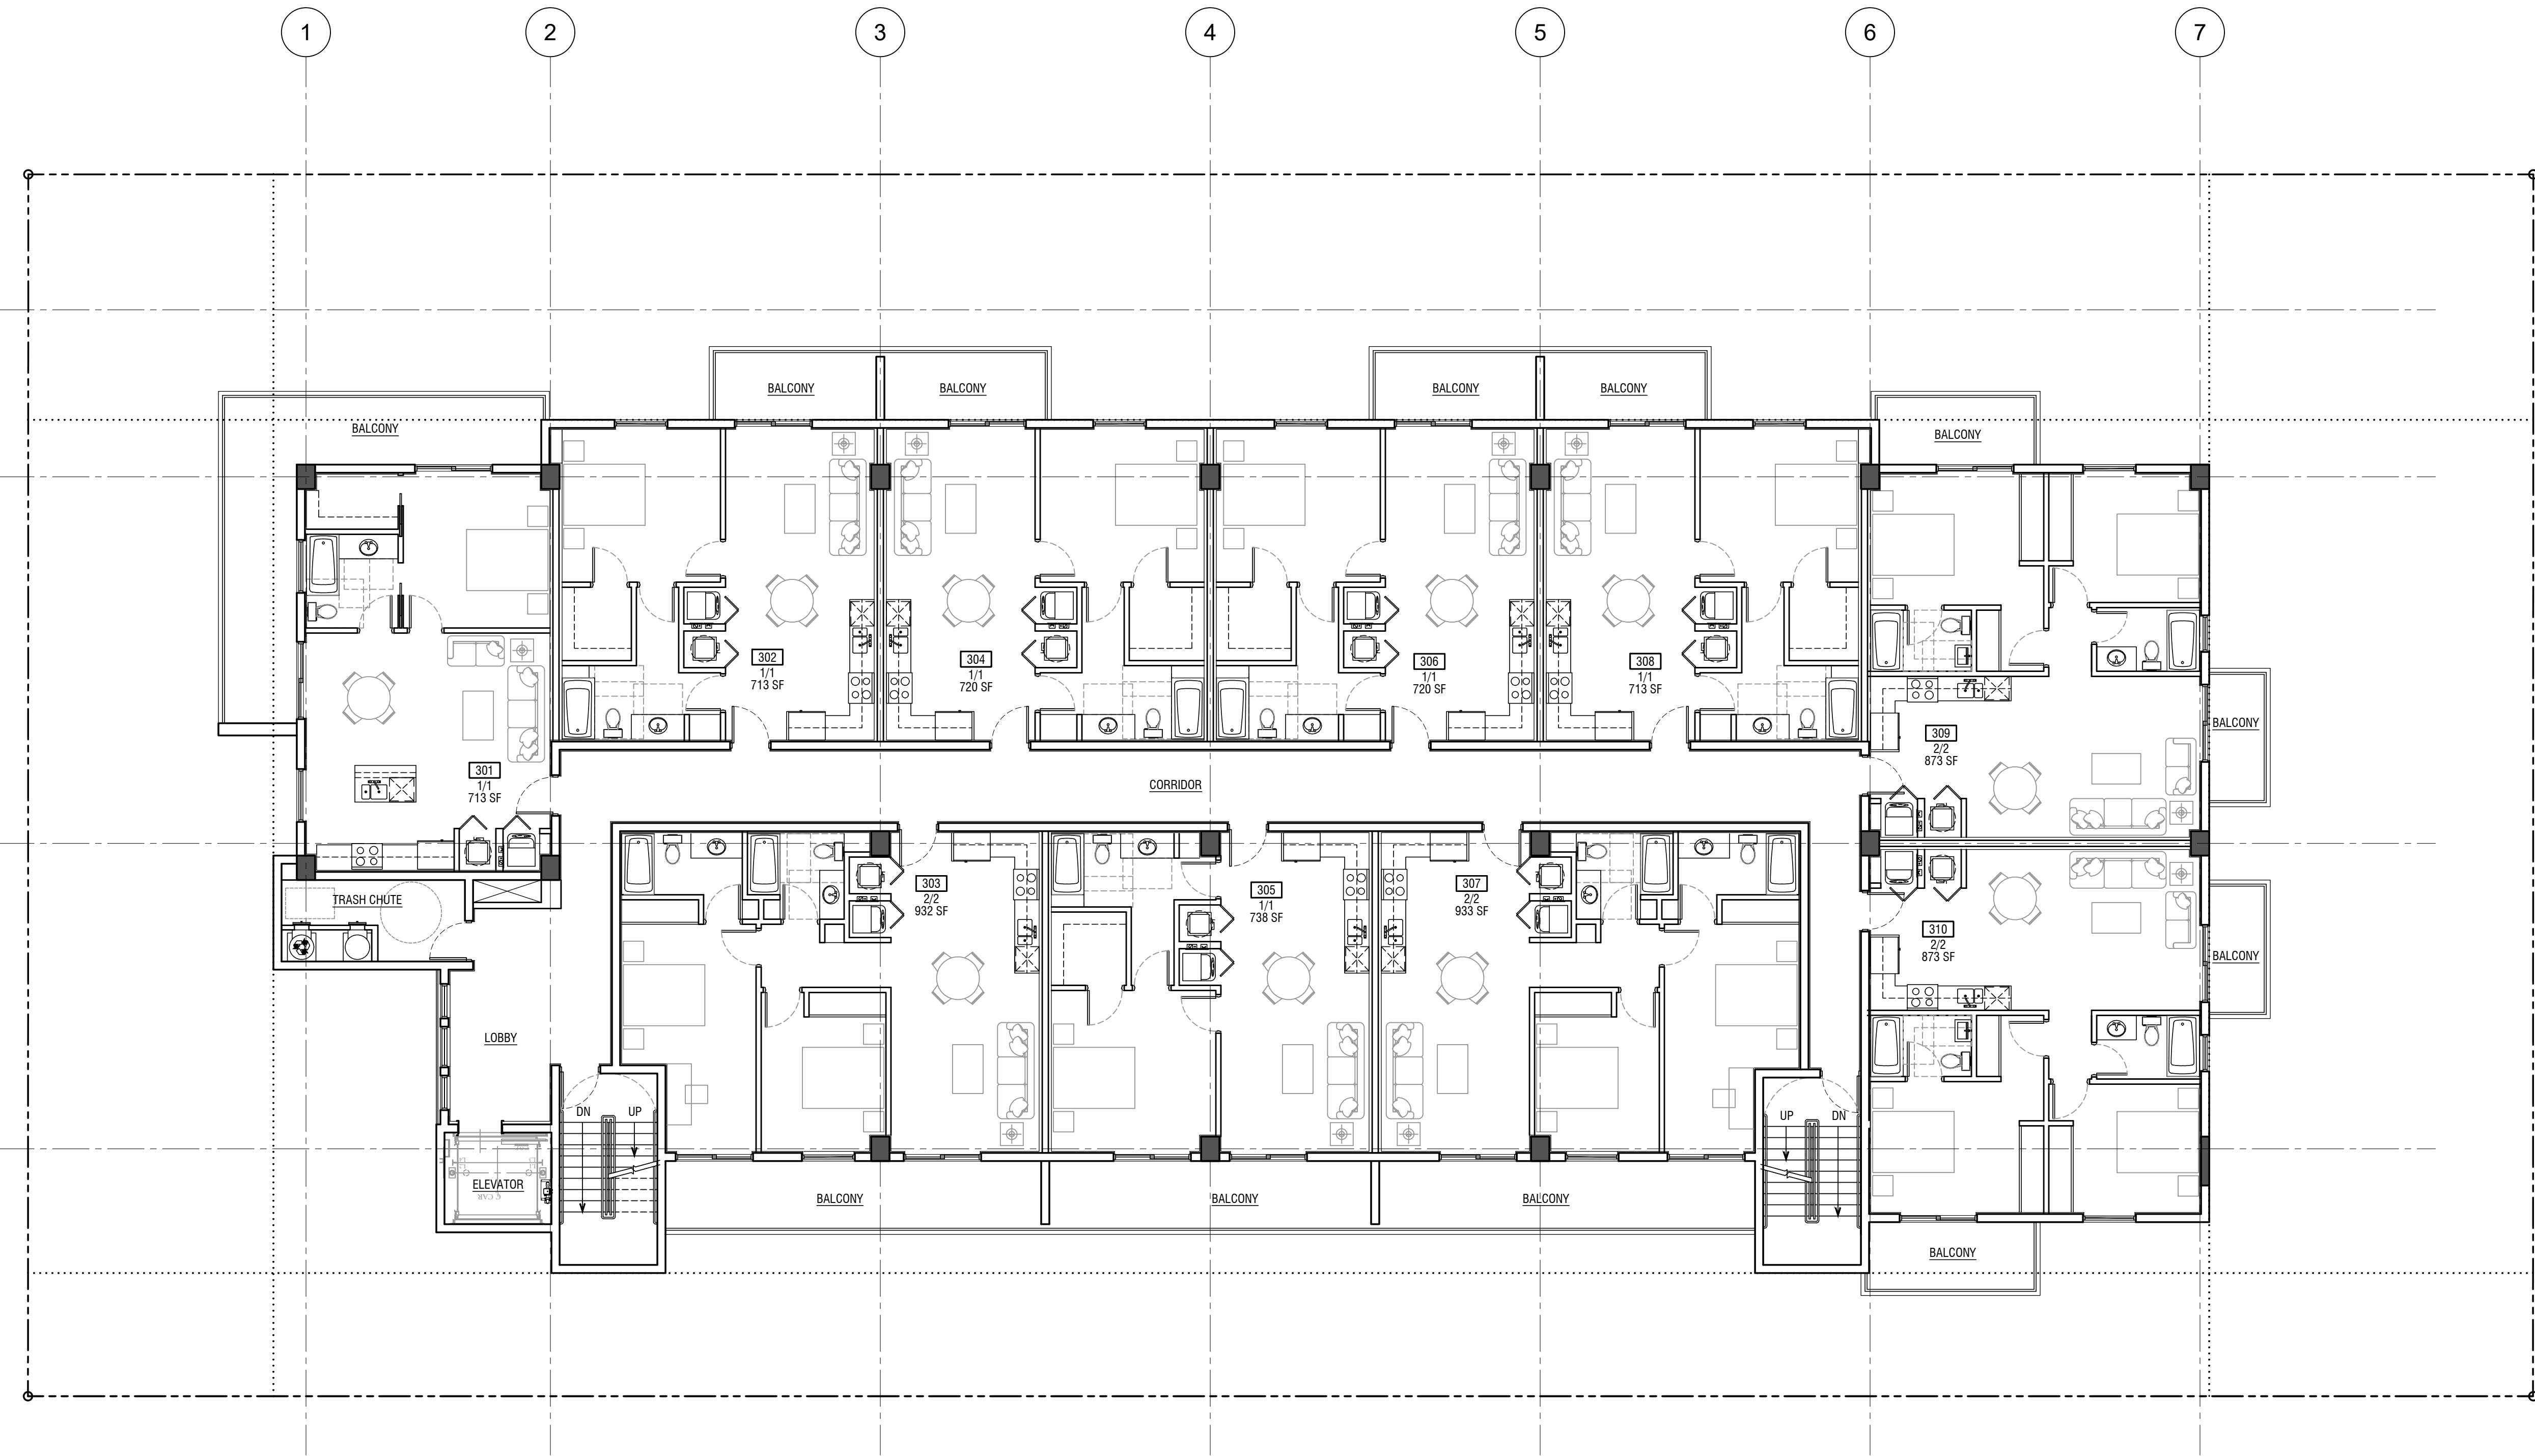 1
2
3
4
5
6
7
BALCONY
BALCONY
BALCONY
BALCONY
BALCONY
BALCONY
302
1/1
713 SF
304
1/1
720 SF
306
1/1
720 SF
308
1/1
713 SF
309
2/2
873 SF
BALCONY
301
1/1
713 SF
CORRIDOR
303
2/2
932 SF
305
1/1
738 SF
307
2/2
933 SF
TRASH CHUTE
310
2/2
873 SF
BALCONY
LOBBY
DN
UP
UP
DN
ELEVATOR
¢ CAR
BALCONY
BALCONY
BALCONY
BALCONY